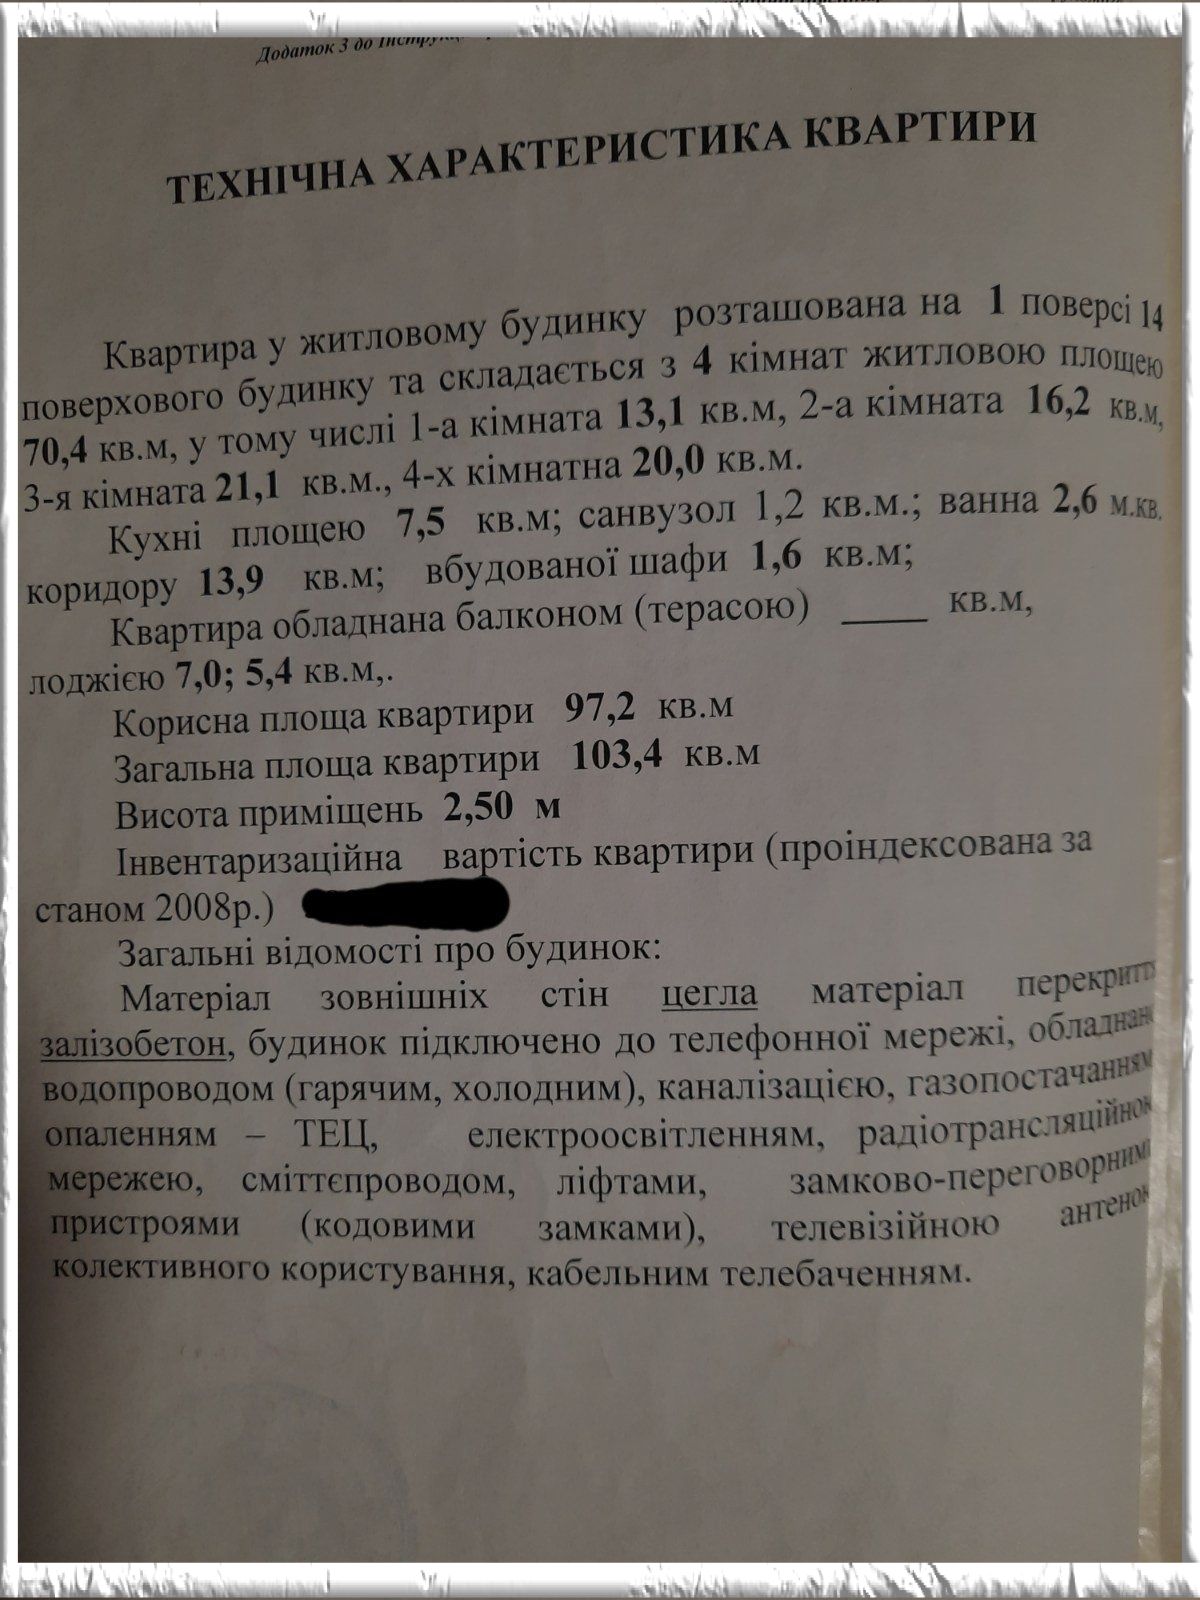 Додаток 3 до
ТЕХНІЧНА ХАРАКТЕРИСТИКА КВАРТИРИ
Квартира у житловому будинку розташована на 1 поверсі 14
поверхового будинку та складається з 4 кімнат житловою площею
70,4 кв.м, у тому числі 1-а кімната 13,1 кв.м, 2-а кімната 16,2 кв.м,
3-я кімната 21,1 кв.м., 4-х кімнатна 20,0 кв.м.
Кухні площею 7,5 кв.м; санвузол 1,2 кв.м.; ванна 2,6 м.кв.
коридору 13,9 кв.м; вбудованої шафи 1,6 кв.м;
Квартира обладнана балконом (терасою) ____ кв.м,
лоджією 7,0; 5,4 кв.м,.
Корисна площа квартири 97,2 кв.м
Загальна площа квартири 103,4 кв.м
Висота приміщень 2,50 м
Інвентаризаційна вартість квартири (проіндексована за
станом 2008р.)
Загальні відомості про будинок:
Матеріал зовнішніх стін цегла матеріал перекриття
залізобетон, будинок підключено до телефонної мережі, обладнано
водопроводом (гарячим, холодним), каналізацією, газопостачанням
опаленням – ТЕЦ, електроосвітленням, радіотрансляційною
мережею, сміттєпроводом, ліфтами, замково-переговорними
пристроями (кодовими замками), телевізійною антеною
колективного користування, кабельним телебаченням.